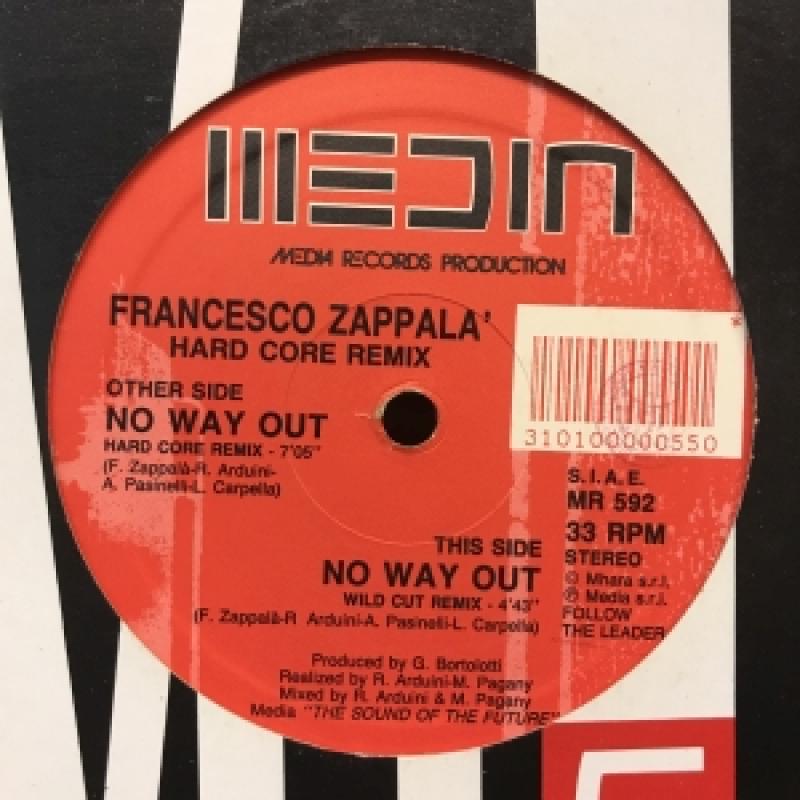 MEDIA
MEDIA RECORDS PRODUCTION
FRANCESCO ZAPPALA'
HARD CORE REMIX
OTHER SIDE
NO WAY OUT
HARD CORE REMIX - 7'05"
(F. Zappalà-R. Arduini-
A. Pasinelli-L. Carpella)
310100000550
S.I.A.E.
MR 592
33 RPM
STEREO
© Mhara s.r.l.
℗ Media s.r.l.
FOLLOW
THE LEADER
THIS SIDE
NO WAY OUT
WILD CUT REMIX - 4'43"
(F. Zappalà-R Arduini-A. Pasinelli-L. Carpella)
Produced by G. Bortolotti
Realized by R. Arduini-M. Pagany
Mixed by R. Arduini & M. Pagany
Media "THE SOUND OF THE FUTURE"